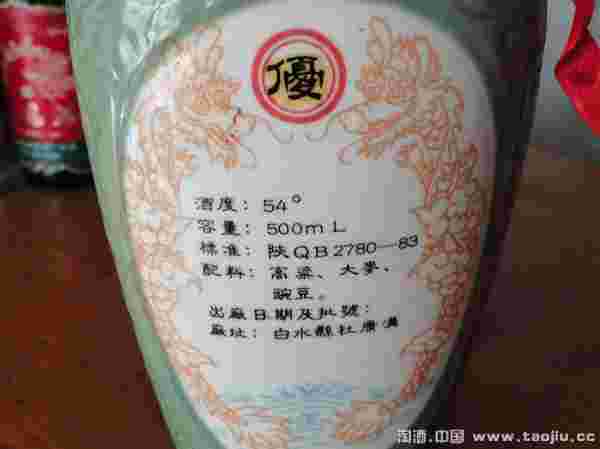 優
酒度：54°
容量：500mL
標准：陕QB2780—83
配料：高粱、大麥、
豌豆。
出廠日期及批號：
廠址：白水縣杜康溝
淘酒.中国 www.taojiu.cc